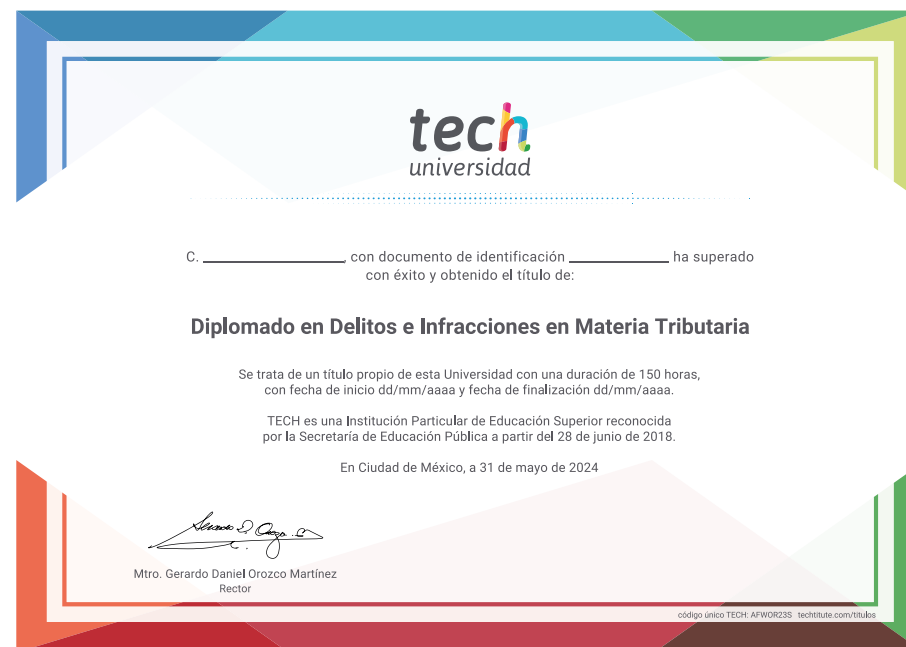 tech
universidad
C. ____________, con documento de identificación __________ ha superado
con éxito y obtenido el título de:
Diplomado en Delitos e Infracciones en Materia Tributaria
Se trata de un título propio de esta Universidad con una duración de 150 horas,
con fecha de inicio dd/mm/aaaa y fecha de finalización dd/mm/aaaa.
TECH es una Institución Particular de Educación Superior reconocida
por la Secretaría de Educación Pública a partir del 28 de junio de 2018.
En Ciudad de México, a 31 de mayo de 2024
Mtro. Gerardo Daniel Orozco Martínez
Rector
código único TECH: AFWOR23S techtitute.com/titulos